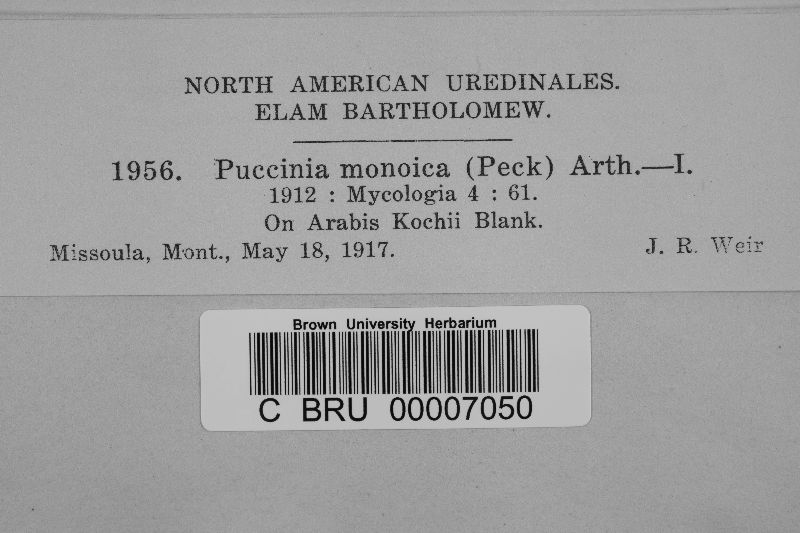 NORTH AMERICAN UREDINALES.
ELAM BARTHOLOMEW.
1956. Puccinia monoica (Peck) Arth.—I.
1912 : Mycologia 4 : 61.
On Arabis Kochii Blank.
Missoula, Mont., May 18, 1917. J. R. Weir
Brown University Herbarium
C BRU 00007050